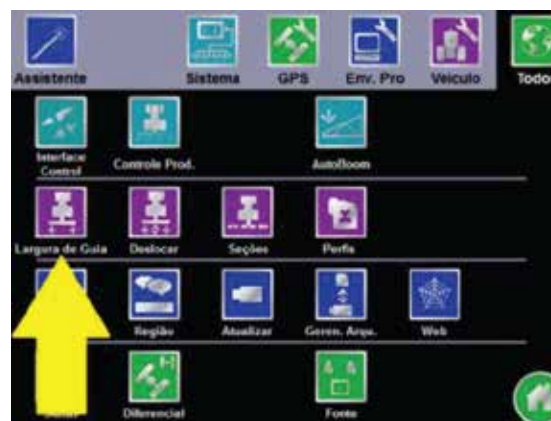 Assistente Sistema GPS Env. Pro Veiculo Todo
Interface Control Controle Prod. AutoBoom
Largura de Guia Deslocar Seções Perfis
Região Atualizar Geren. Arqu. Web
Diferencial Fonte